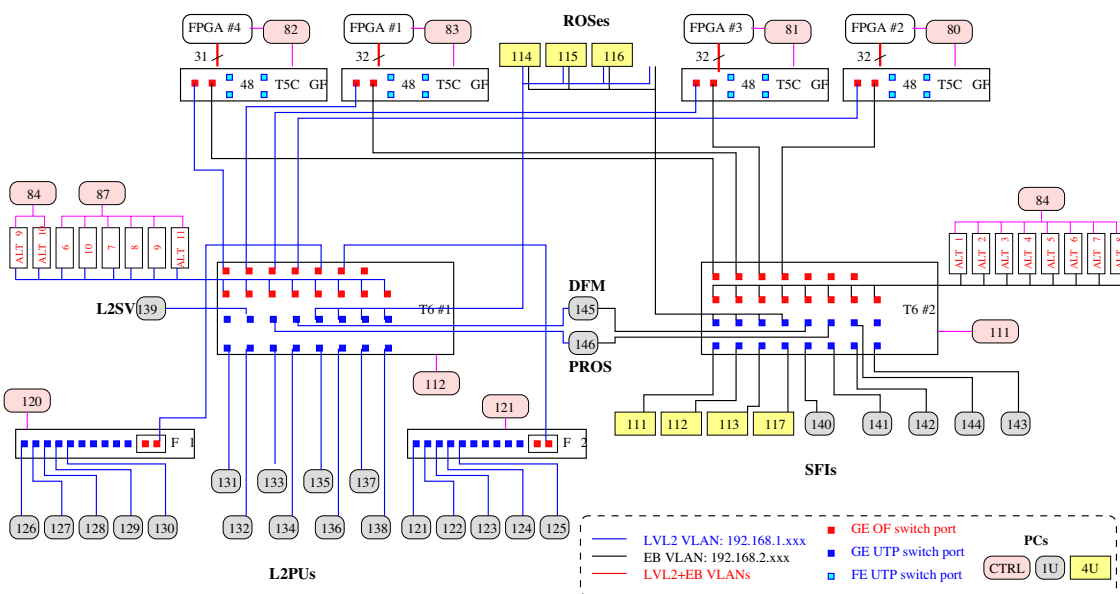 FPGA #4
82
FPGA #1
83
ROSes
FPGA #3
81
FPGA #2
80
31
32
114
115
116
32
32
48 T5C GF
48 T5C GF
48 T5C GF
48 T5C GF
84
87
84
ALT 9
ALT 10
6
10
7
8
9
ALT 11
ALT 1
ALT 2
ALT 3
ALT 4
ALT 5
ALT 6
ALT 7
ALT 8
L2SV
139
T6 #1
DFM
145
146
PROS
T6 #2
111
112
120
121
F 1
F 2
111
112
113
117
140
141
142
144
143
SFIs
131
133
135
137
126
127
128
129
130
132
134
136
138
121
122
123
124
125
L2PUs
LVL2 VLAN: 192.168.1.xxx
EB VLAN: 192.168.2.xxx
LVL2+EB VLANs
GE OF switch port
GE UTP switch port
FE UTP switch port
PCs
CTRL
1U
4U